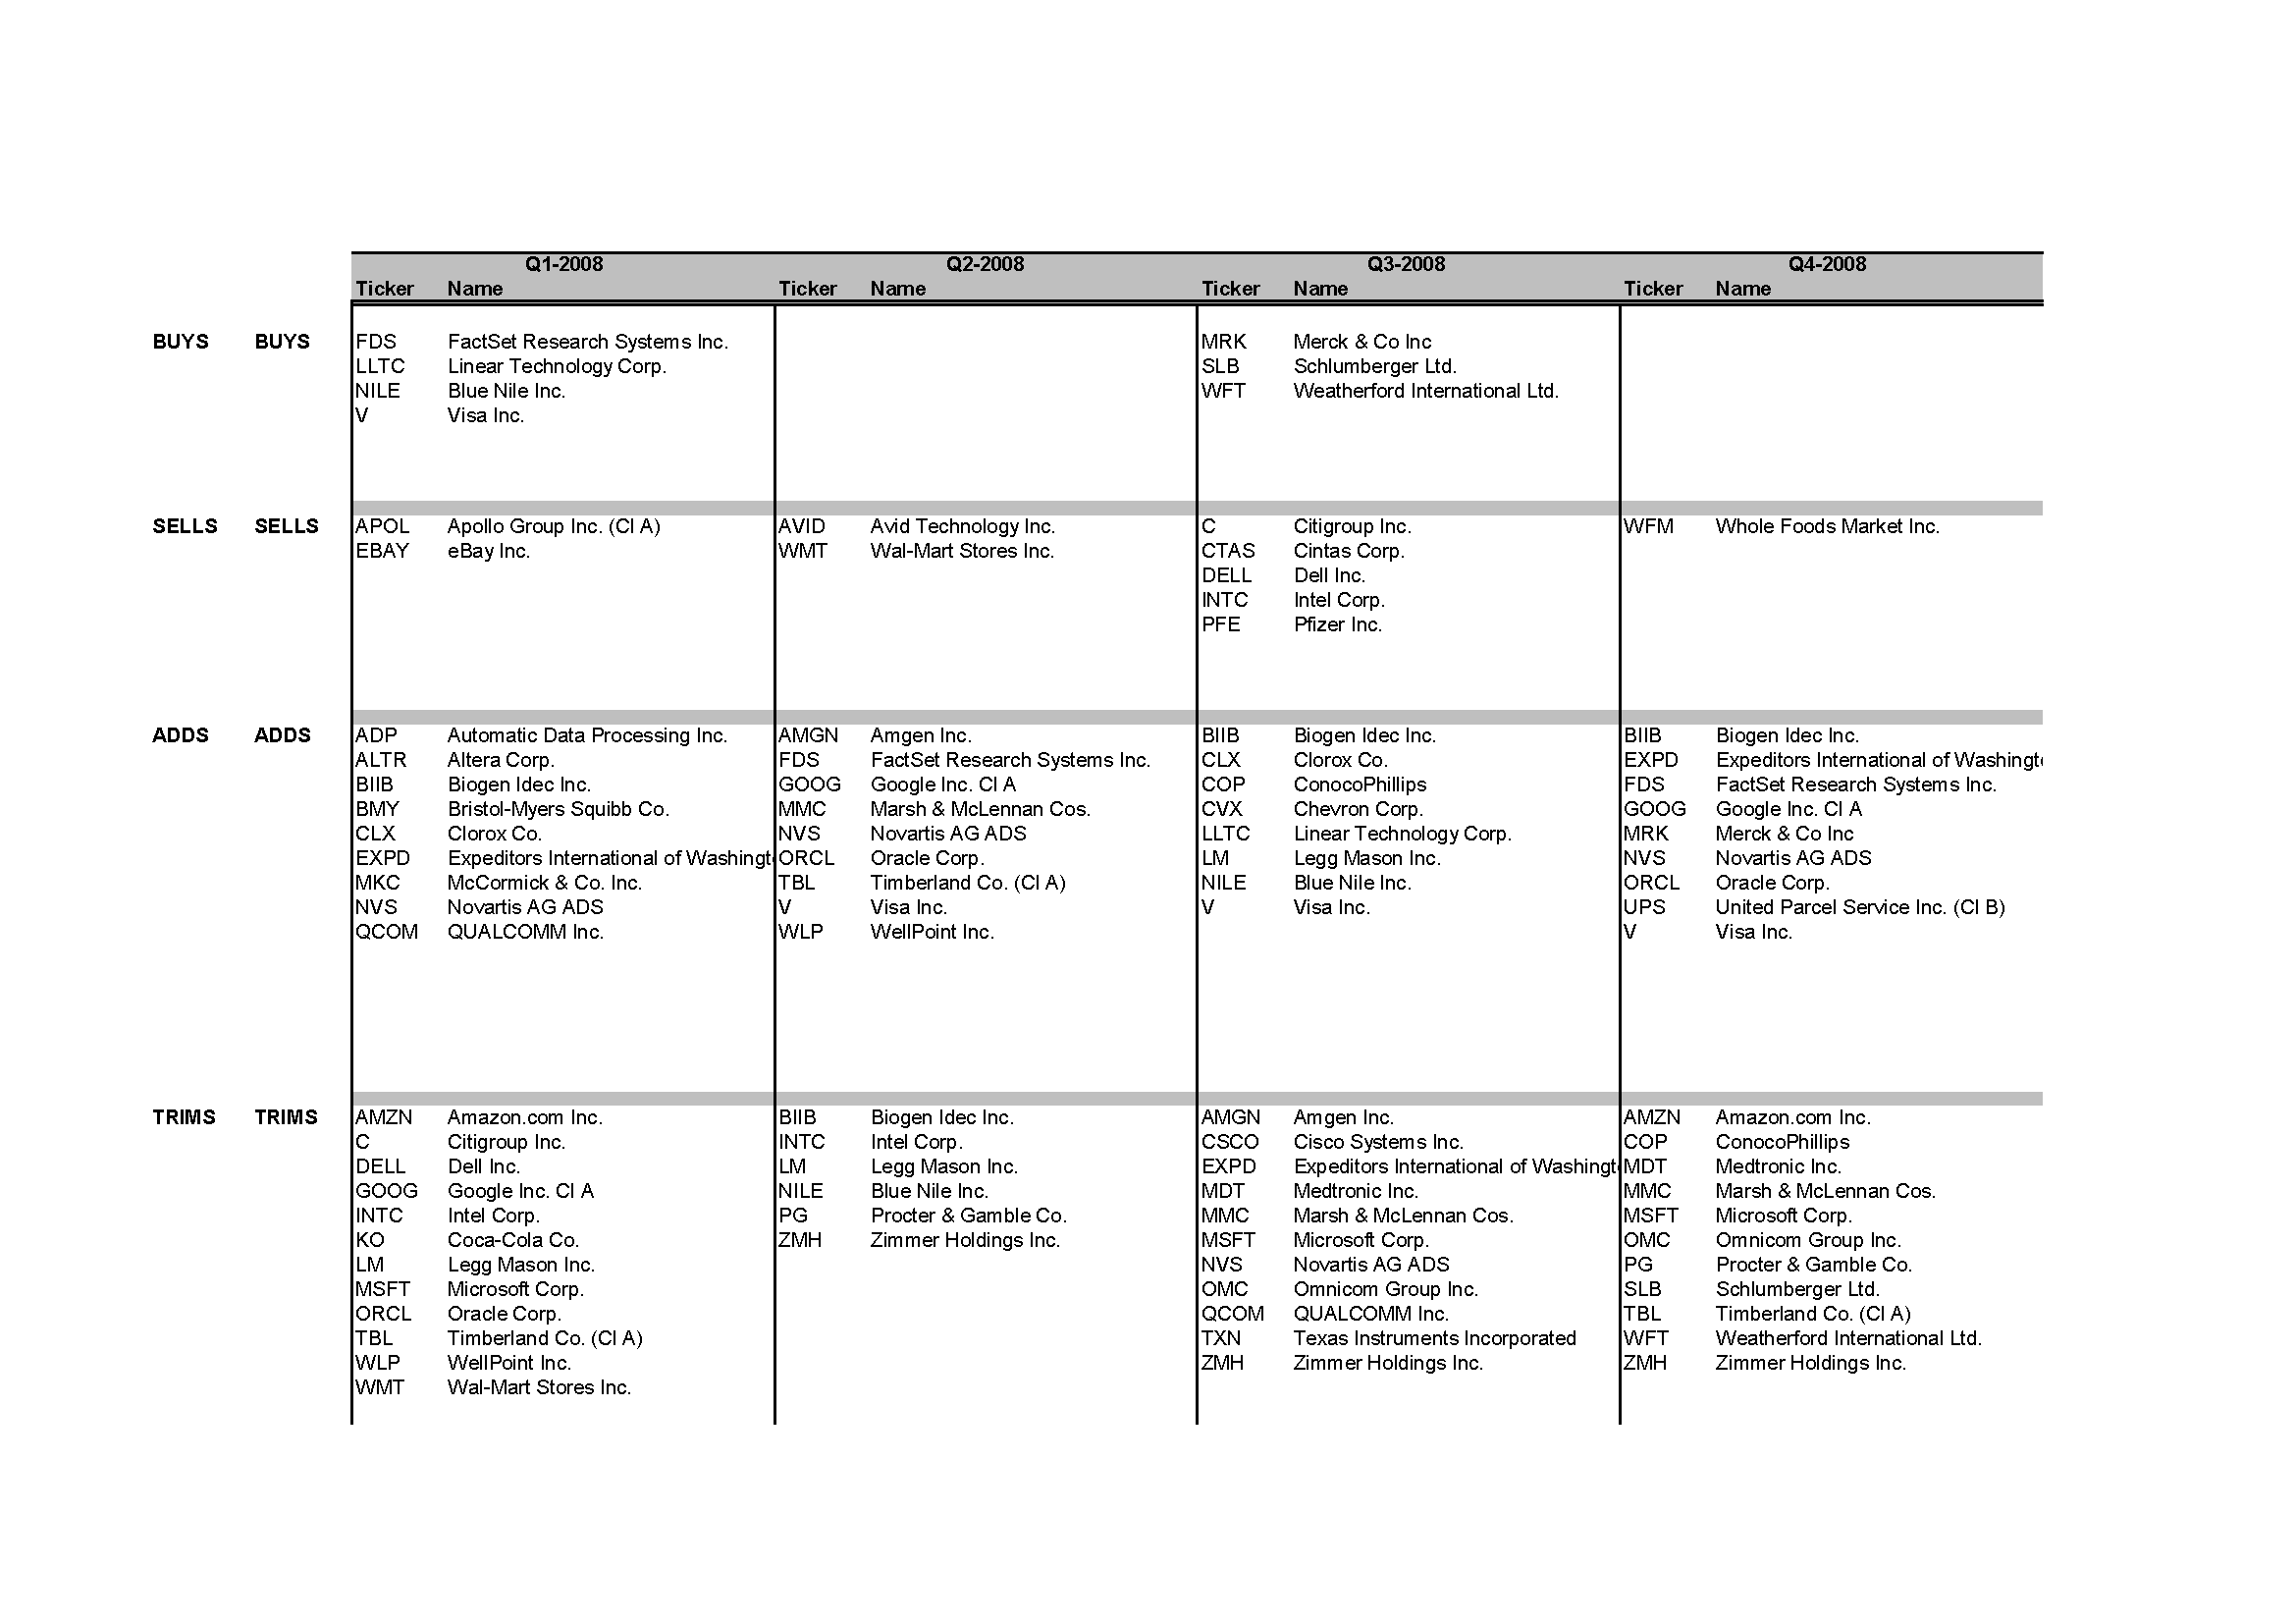 Q1-2008 Q2-2008 Q3-2008 Q4-2008
Ticker Name Ticker Name Ticker Name Ticker Name
BUYS BUYS FDS FactSet Research Systems Inc. MRK Merck & Co Inc
LLTC Linear Technology Corp. SLB Schlumberger Ltd.
NILE Blue Nile Inc. WFT Weatherford International Ltd.
V Visa Inc.
SELLS SELLS APOL Apollo Group Inc. (Cl A) AVID Avid Technology Inc. C Citigroup Inc. WFM Whole Foods Market Inc.
EBAY eBay Inc. WMT Wal-Mart Stores Inc. CTAS Cintas Corp.
DELL Dell Inc.
INTC Intel Corp.
PFE Pfizer Inc.
ADDS ADDS ADP Automatic Data Processing Inc. AMGN Amgen Inc. BIIB Biogen Idec Inc. BIIB Biogen Idec Inc.
ALTR Altera Corp. FDS FactSet Research Systems Inc. CLX Clorox Co. EXPD Expeditors International of Washingt
BIIB Biogen Idec Inc. GOOG Google Inc. Cl A COP ConocoPhillips FDS FactSet Research Systems Inc.
BMY Bristol-Myers Squibb Co. MMC Marsh & McLennan Cos. CVX Chevron Corp. GOOG Google Inc. Cl A
CLX Clorox Co. NVS Novartis AG ADS LLTC Linear Technology Corp. MRK Merck & Co Inc
EXPD Expeditors International of Washingt ORCL Oracle Corp. LM Legg Mason Inc. NVS Novartis AG ADS
MKC McCormick & Co. Inc. TBL Timberland Co. (Cl A) NILE Blue Nile Inc. ORCL Oracle Corp.
NVS Novartis AG ADS V Visa Inc. V Visa Inc. UPS United Parcel Service Inc. (Cl B)
QCOM QUALCOMM Inc. WLP WellPoint Inc. V Visa Inc.
TRIMS TRIMS AMZN Amazon.com Inc. BIIB Biogen Idec Inc. AMGN Amgen Inc. AMZN Amazon.com Inc.
C Citigroup Inc. INTC Intel Corp. CSCO Cisco Systems Inc. COP ConocoPhillips
DELL Dell Inc. LM Legg Mason Inc. EXPD Expeditors International of Washingt MDT Medtronic Inc.
GOOG Google Inc. Cl A NILE Blue Nile Inc. MDT Medtronic Inc. MMC Marsh & McLennan Cos.
INTC Intel Corp. PG Procter & Gamble Co. MMC Marsh & McLennan Cos. MSFT Microsoft Corp.
KO Coca-Cola Co. ZMH Zimmer Holdings Inc. MSFT Microsoft Corp. OMC Omnicom Group Inc.
LM Legg Mason Inc. NVS Novartis AG ADS PG Procter & Gamble Co.
MSFT Microsoft Corp. OMC Omnicom Group Inc. SLB Schlumberger Ltd.
ORCL Oracle Corp. QCOM QUALCOMM Inc. TBL Timberland Co. (Cl A)
TBL Timberland Co. (Cl A) TXN Texas Instruments Incorporated WFT Weatherford International Ltd.
WLP WellPoint Inc. ZMH Zimmer Holdings Inc. ZMH Zimmer Holdings Inc.
WMT Wal-Mart Stores Inc.